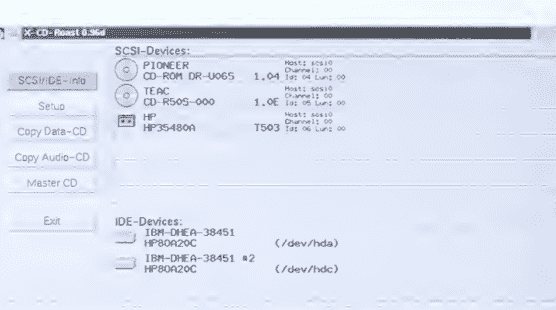 X-CD-Roast 0.96d
SCSI/IDE-Info
Setup
Copy Data-CD
Copy Audio-CD
Master CD
Exit
SCSI-Devices:
PIONEER
CD-ROM DR-U06S 1.04
Host: scsi0
Channel: 00
Id: 04 Lun: 00
TEAC
CD-R50S-000 1.0E
Host: scsi0
Channel: 00
Id: 05 Lun: 00
HP
HP35480A T503
Host: scsi0
Channel: 00
Id: 06 Lun: 00
IDE-Devices:
IBM-DHEA-38451
HP80A20C (/dev/hda)
IBM-DHEA-38451 #2
HP80A20C (/dev/hdc)